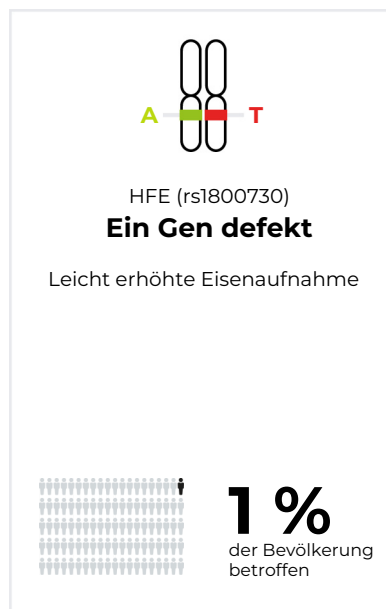 A T
HFE (rs1800730)
Ein Gen defekt
Leicht erhöhte Eisenaufnahme
1 %
der Bevölkerung
betroffen